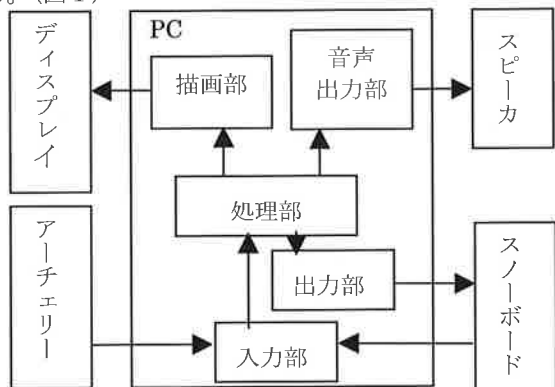 。(図1)
PC
ディスプレイ
描画部
音声
出力部
スピーカ
処理部
アーチェリー
出力部
スノーボード
入力部